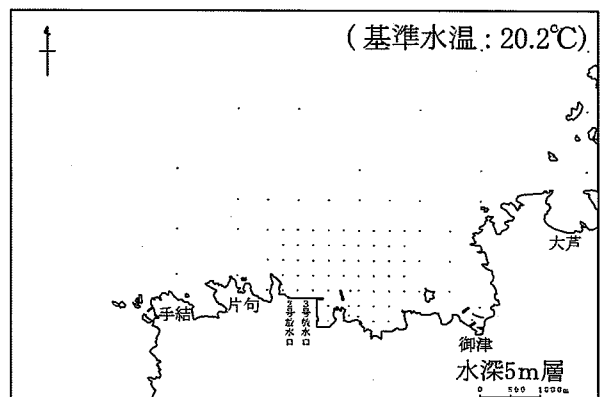 (基準水温 : 20.2℃)
大芦
手結
片句
2号放水口
3号放水口
御津
水深5m層
0 500 1000m